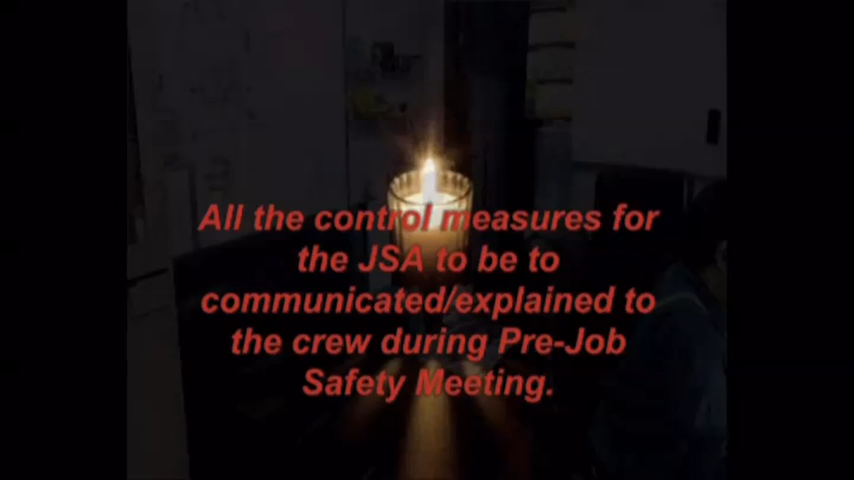 All the control measures for
the JSA to be to
communicated/explained to
the crew during Pre-Job
Safety Meeting.